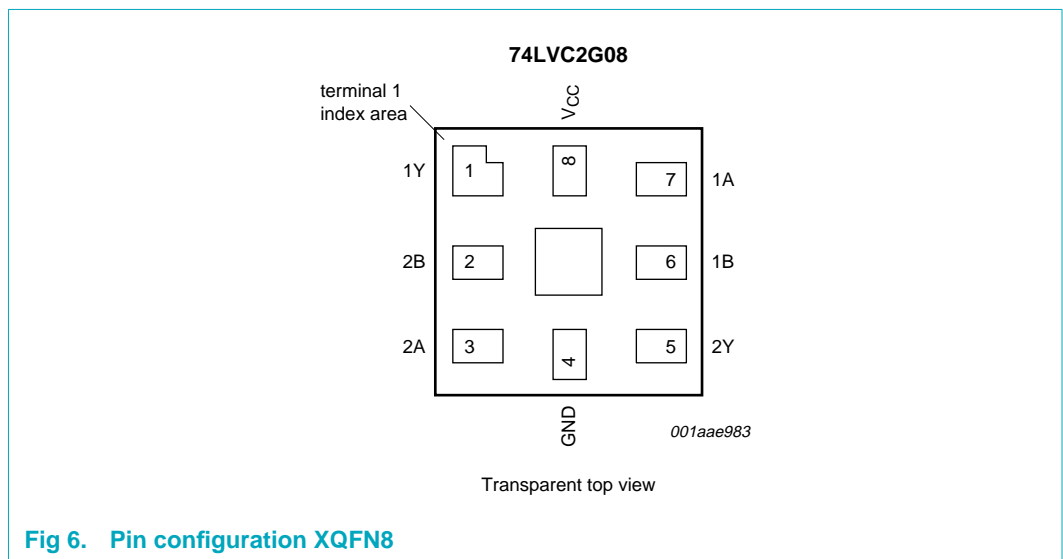 74LVC2G08
terminal 1
index area
VCC
1Y 1 8 7 1A
2B 2 6 1B
2A 3 4 5 2Y
GND
001aae983
Transparent top view
Fig 6. Pin configuration XQFN8